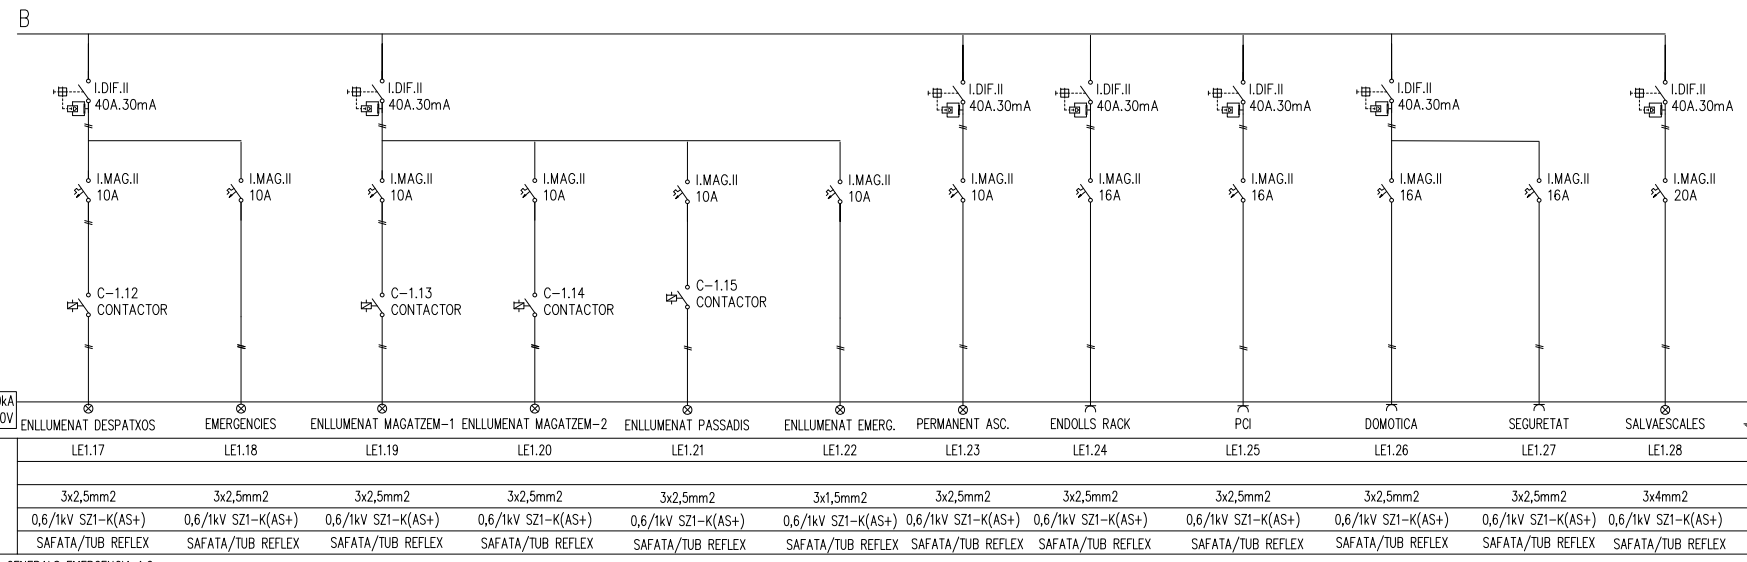 B
I.DIF.II I.DIF.II I.DIF.II I.DIF.II I.DIF.II I.DIF.II I.DIF.II
40A.30mA 40A.30mA 40A.30mA 40A.30mA 40A.30mA 40A.30mA 40A.30mA
I.MAG.II I.MAG.II I.MAG.II I.MAG.II I.MAG.II I.MAG.II I.MAG.II I.MAG.II I.MAG.II I.MAG.II I.MAG.II I.MAG.II
10A 10A 10A 10A 10A 10A 10A 16A 16A 16A 16A 20A
C-1.12 C-1.13 C-1.14 C-1.15
CONTACTOR CONTACTOR CONTACTOR CONTACTOR
kA
0V
ENLLUMENAT DESPATXOS EMERGENCIES ENLLUMENAT MAGATZEM-1 ENLLUMENAT MAGATZEM-2 ENLLUMENAT PASSADIS ENLLUMENAT EMERG. PERMANENT ASC. ENDOLLS RACK PCI DOMOTICA SEGURETAT SALVAESCALES
LE1.17 LE1.18 LE1.19 LE1.20 LE1.21 LE1.22 LE1.23 LE1.24 LE1.25 LE1.26 LE1.27 LE1.28
3x2,5mm2 3x2,5mm2 3x2,5mm2 3x2,5mm2 3x2,5mm2 3x1,5mm2 3x2,5mm2 3x2,5mm2 3x2,5mm2 3x2,5mm2 3x2,5mm2 3x4mm2
0,6/1kV SZ1-K(AS+) 0,6/1kV SZ1-K(AS+) 0,6/1kV SZ1-K(AS+) 0,6/1kV SZ1-K(AS+) 0,6/1kV SZ1-K(AS+) 0,6/1kV SZ1-K(AS+) 0,6/1kV SZ1-K(AS+) 0,6/1kV SZ1-K(AS+) 0,6/1kV SZ1-K(AS+) 0,6/1kV SZ1-K(AS+) 0,6/1kV SZ1-K(AS+) 0,6/1kV SZ1-K(AS+)
SAFATA/TUB REFLEX SAFATA/TUB REFLEX SAFATA/TUB REFLEX SAFATA/TUB REFLEX SAFATA/TUB REFLEX SAFATA/TUB REFLEX SAFATA/TUB REFLEX SAFATA/TUB REFLEX SAFATA/TUB REFLEX SAFATA/TUB REFLEX SAFATA/TUB REFLEX SAFATA/TUB REFLEX